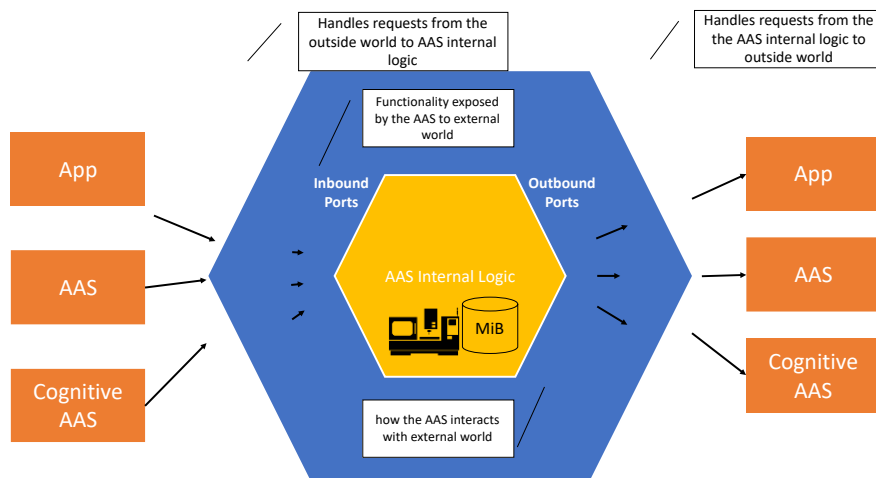 Handles requests from the
outside world to AAS internal
logic
Handles requests from the
the AAS internal logic to
outside world
Functionality exposed
by the AAS to external
world
App
AAS
Cognitive
AAS
Inbound
Ports
Outbound
Ports
AAS Internal Logic
MiB
how the AAS interacts
with external world
App
AAS
Cognitive
AAS